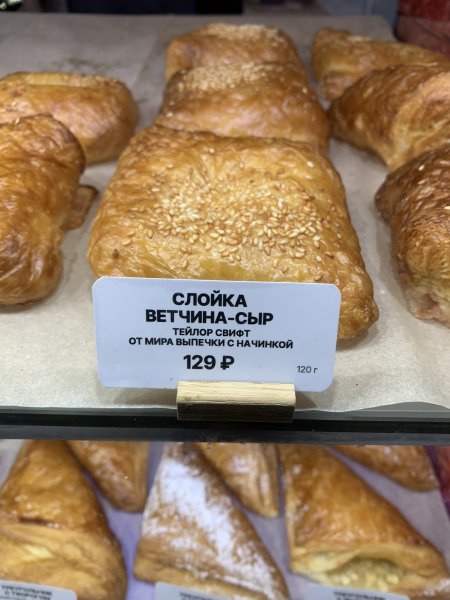 СЛОЙКА
ВЕТЧИНА-СЫР
ТЕЙЛОР СВИФТ
ОТ МИРА ВЫПЕЧКИ С НАЧИНКОЙ
129 ₽
120 г